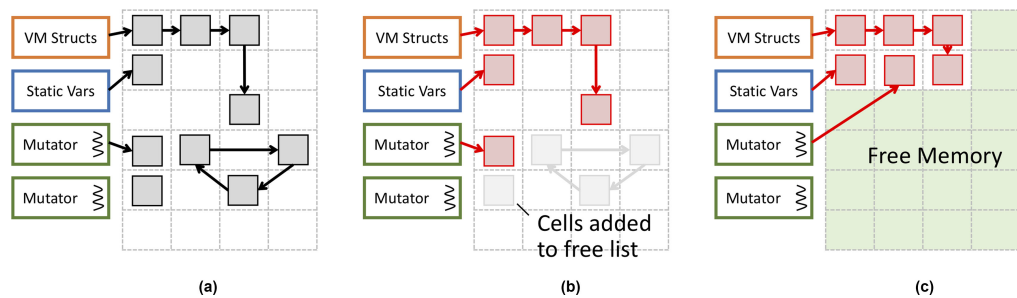 VM Structs
Static Vars
Mutator
Mutator
(a)
VM Structs
Static Vars
Mutator
Mutator
Cells added
to free list
(b)
VM Structs
Static Vars
Mutator
Mutator
Free Memory
(c)